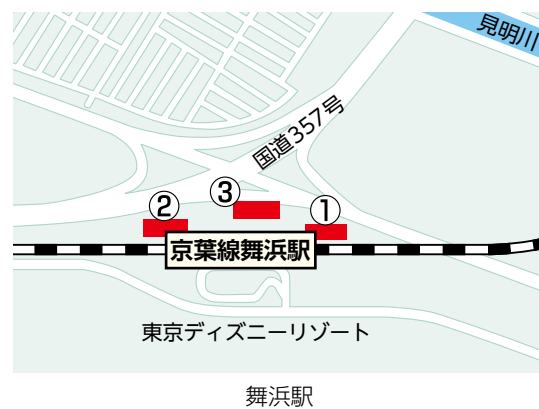 見明川
国道357号
③
②
①
京葉線舞浜駅
東京ディズニーリゾート
舞浜駅